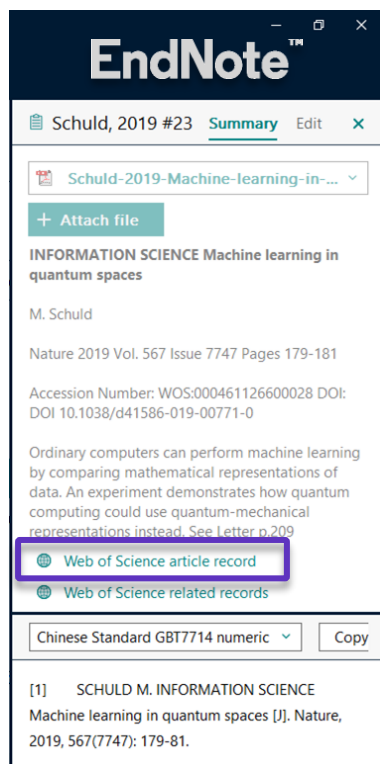 EndNote™
Schuld, 2019 #23 Summary Edit
Schuld-2019-Machine-learning-in-...
+ Attach file
INFORMATION SCIENCE Machine learning in
quantum spaces
M. Schuld
Nature 2019 Vol. 567 Issue 7747 Pages 179-181
Accession Number: WOS:000461126600028 DOI:
DOI 10.1038/d41586-019-00771-0
Ordinary computers can perform machine learning
by comparing mathematical representations of
data. An experiment demonstrates how quantum
computing could use quantum-mechanical
representations instead. See Letter p.209
Web of Science article record
Web of Science related records
Chinese Standard GBT7714 numeric Copy
[1] SCHULD M. INFORMATION SCIENCE
Machine learning in quantum spaces [J]. Nature,
2019, 567(7747): 179-81.